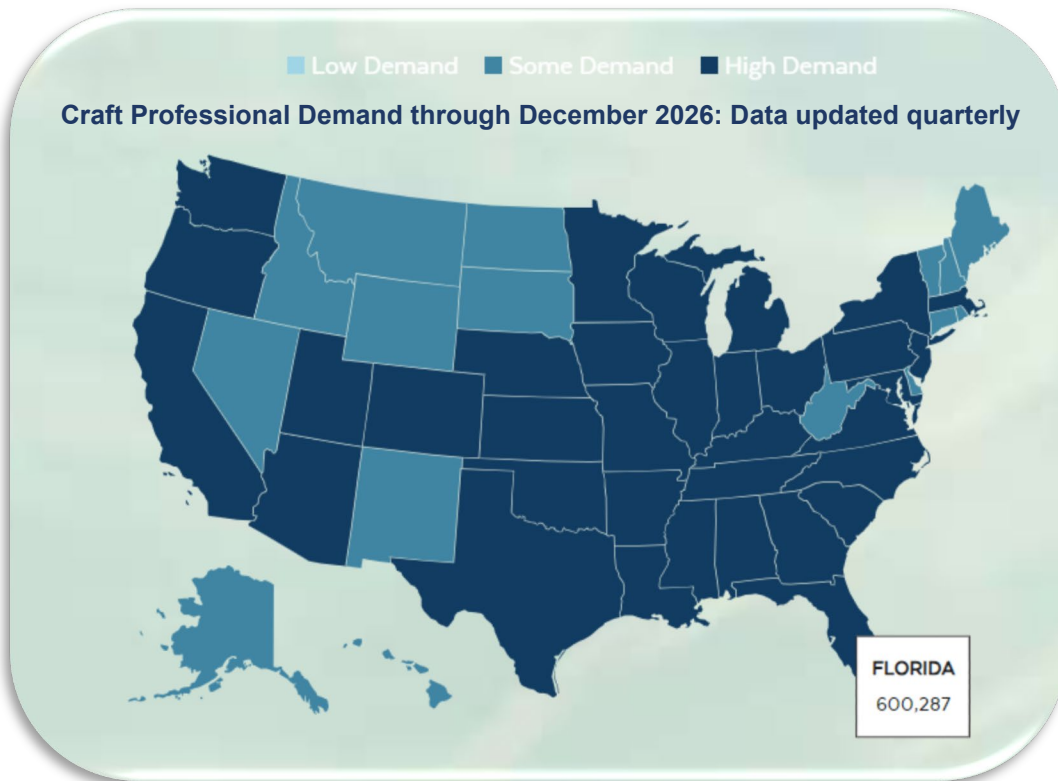 Low Demand Some Demand High Demand
Craft Professional Demand through December 2026: Data updated quarterly
FLORIDA
600,287